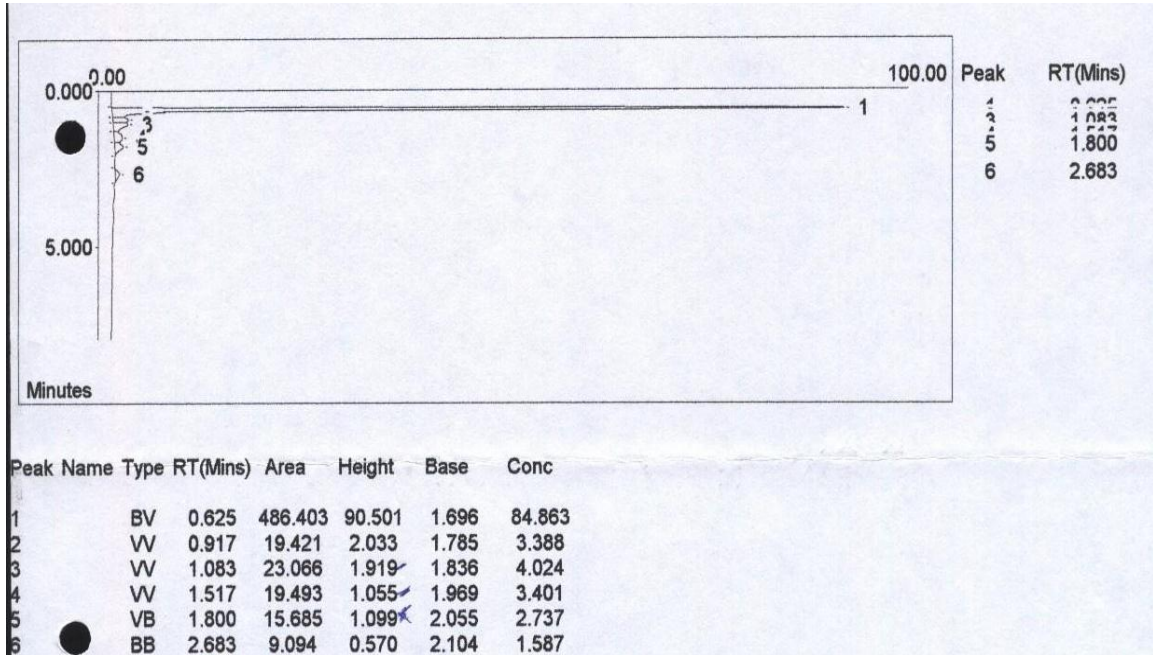 0.00 100.00 Peak RT(Mins)
0.000
1
3 3 1.083
5 5 1.800
6 6 2.683
5.000
Minutes
Peak Name Type RT(Mins) Area Height Base Conc
1 BV 0.625 486.403 90.501 1.696 84.863
2 VV 0.917 19.421 2.033 1.785 3.388
3 VV 1.083 23.066 1.919 1.836 4.024
4 VV 1.517 19.493 1.055 1.969 3.401
5 VB 1.800 15.685 1.099 2.055 2.737
6 BB 2.683 9.094 0.570 2.104 1.587